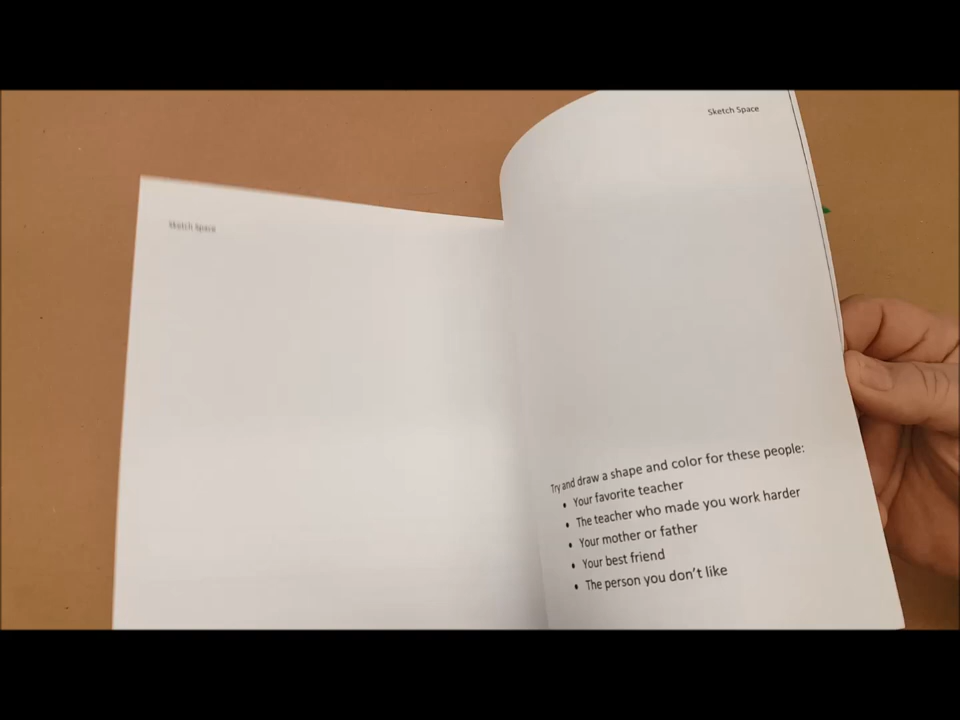 Sketch Space
Sketch Space
Try and draw a shape and color for these people:
• Your favorite teacher
• The teacher who made you work harder
• Your mother or father
• Your best friend
• The person you don't like